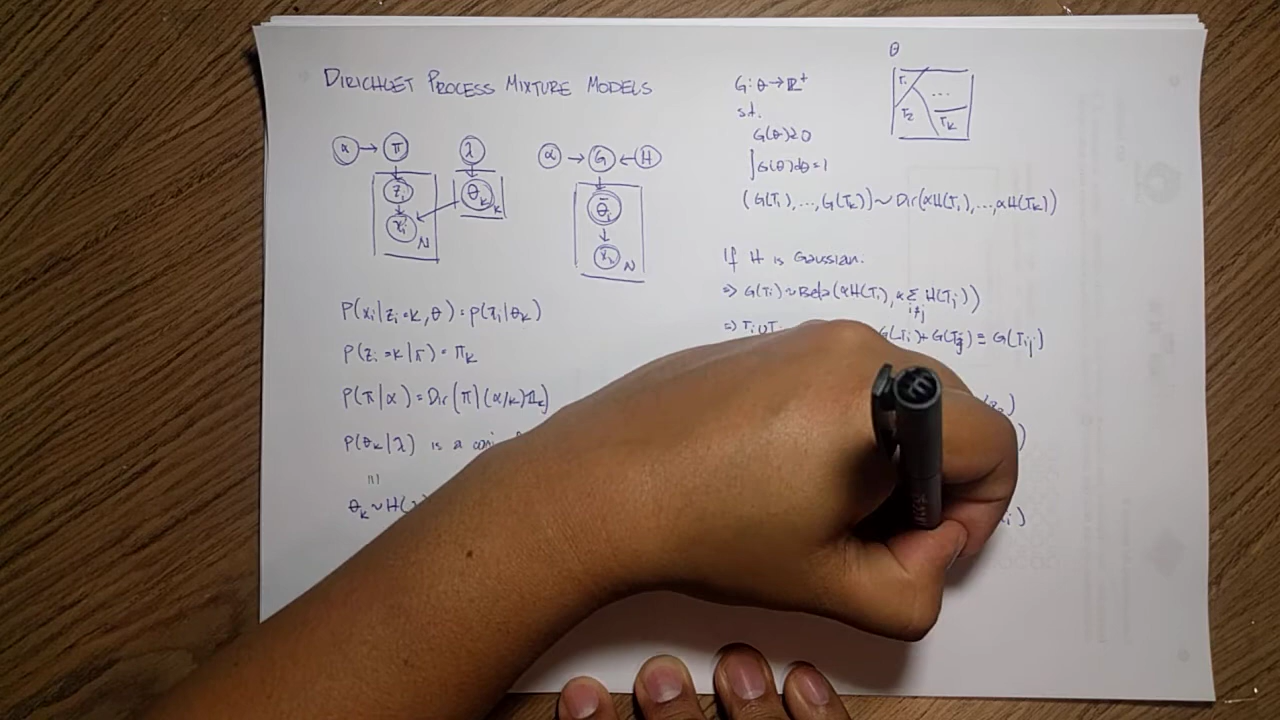 DIRICHLET PROCESS MIXTURE MODELS
α → π
λ
z_i
θ_k
K
x_i
N
α → G ← H
θ̄_i
x_i
N
P(x_i|z_i=k, θ) = p(x_i|θ_k)
P(z_i=k|π) = π_k
P(π|α) = Dir(π|(α/K)𝟙_K)
P(θ_k|λ) is a
θ_k ~ H(
G: θ → ℝ⁺
s.t.
G(θ) ≥ 0
∫G(θ)dθ = 1
(G(T_1), ..., G(T_K)) ~ Dir(αH(T_1), ..., αH(T_K))
θ
T_1
...
T_2
T_K
If H is Gaussian.
⇒ G(T_i) ~ Beta(αH(T_i), α Σ_{i≠j} H(T_j))
⇒ G(T_i) + G(T_j) ≡ G(T_ij)